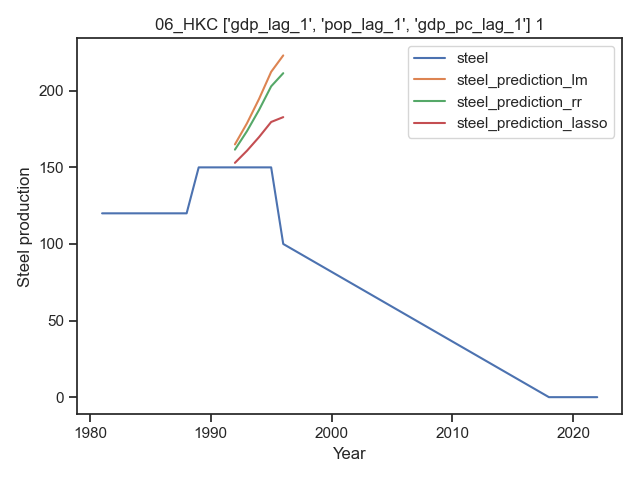 06_HKC ['gdp_lag_1', 'pop_lag_1', 'gdp_pc_lag_1'] 1
steel
steel_prediction_lm
steel_prediction_rr
steel_prediction_lasso
Steel production
200
150
100
50
0
1980 1990 2000 2010 2020
Year